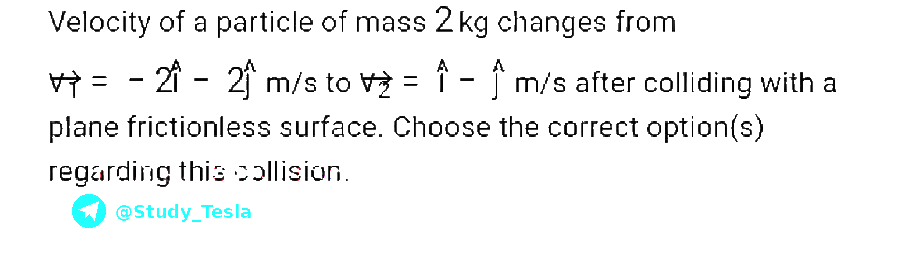 Velocity of a particle of mass 2 kg changes from
v⃗₁ = − 2î − 2ĵ m/s to v⃗₂ = î − ĵ m/s after colliding with a
plane frictionless surface. Choose the correct option(s)
regarding this collision.
@Study_Tesla